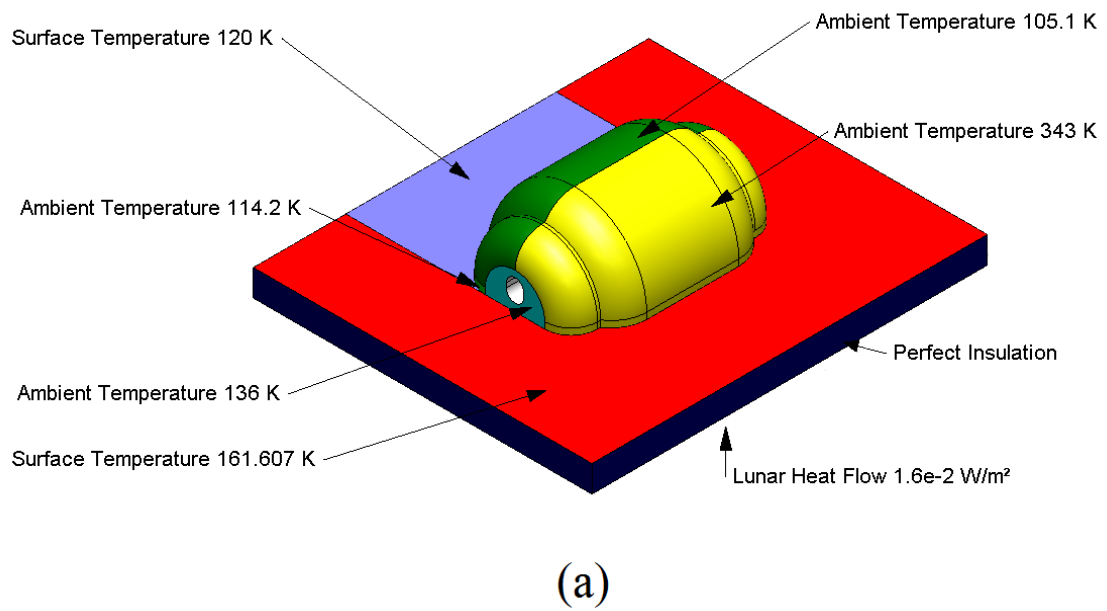 Ambient Temperature 105.1 K
Surface Temperature 120 K
Ambient Temperature 343 K
Ambient Temperature 114.2 K
Perfect Insulation
Ambient Temperature 136 K
Surface Temperature 161.607 K
Lunar Heat Flow 1.6e-2 W/m²
(a)